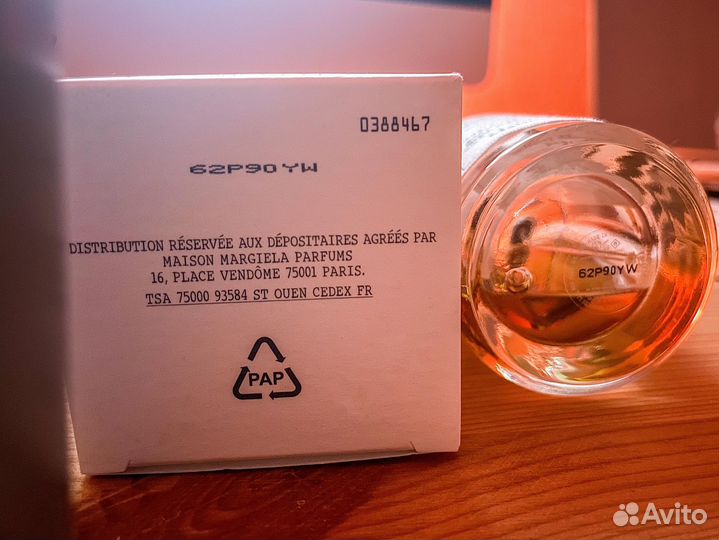 0388467
62P90YW
DISTRIBUTION RÉSERVÉE AUX DÉPOSITAIRES AGRÉÉS PAR
MAISON MARGIELA PARFUMS
16, PLACE VENDÔME 75001 PARIS.
TSA 75000 93584 ST OUEN CEDEX FR
PAP
62P90YW
Avito